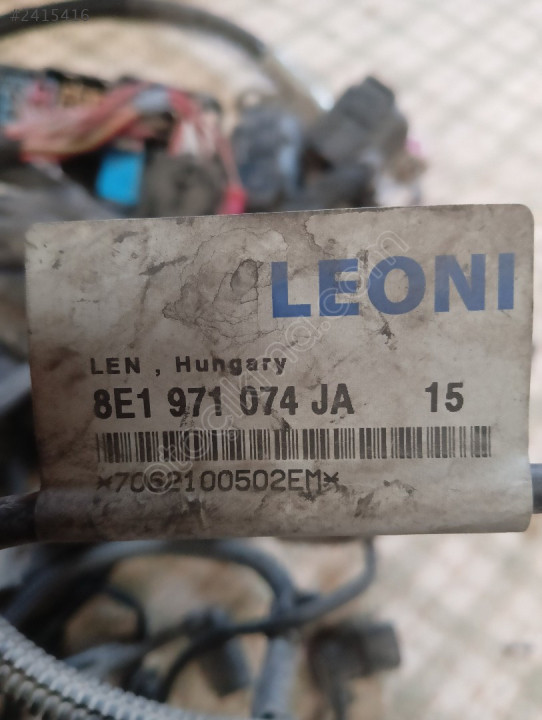 #2415416
LEONI
LEN , Hungary
8E1 971 074 JA 15
*7062100502EM*